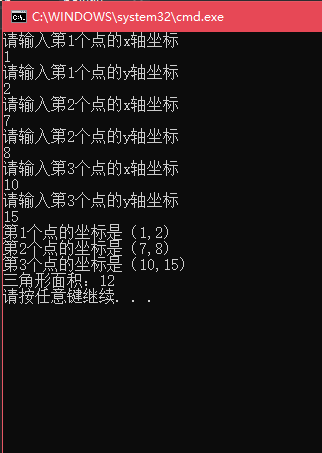 C:\WINDOWS\system32\cmd.exe
请输入第1个点的x轴坐标
1
请输入第1个点的y轴坐标
2
请输入第2个点的x轴坐标
7
请输入第2个点的y轴坐标
8
请输入第3个点的x轴坐标
10
请输入第3个点的y轴坐标
15
第1个点的坐标是（1,2）
第2个点的坐标是（7,8）
第3个点的坐标是（10,15）
三角形面积：12
请按任意键继续. . .